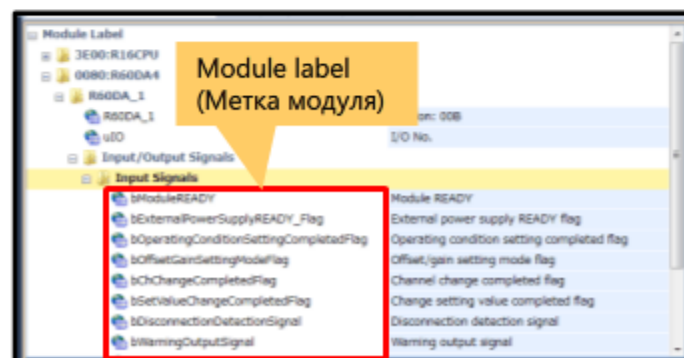 Module Label
3E00:R16CPU
0080:R60DA4
R60DA_1
Module label
(Метка модуля)
R60DA_1 on: 00B
uIO I/O No.
Input/Output Signals
Input Signals
bModuleREADY Module READY
bExternalPowerSupplyREADY_Flag External power supply READY flag
bOperatingConditionSettingCompletedFlag Operating condition setting completed flag
bOffsetGainSettingModeFlag Offset/gain setting mode flag
bChChangeCompletedFlag Channel change completed flag
bSetValueChangeCompletedFlag Change setting value completed flag
bDisconnectionDetectionSignal Disconnection detection signal
bWarningOutputSignal Warning output signal